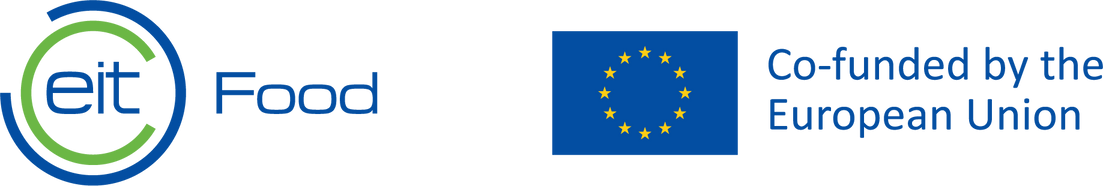 eit Food
Co-funded by the
European Union